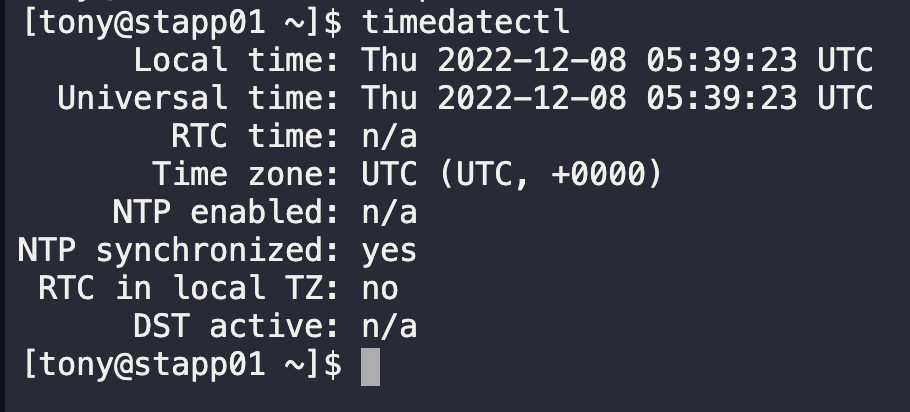 [tony@stapp01 ~]$ timedatectl
Local time: Thu 2022-12-08 05:39:23 UTC
Universal time: Thu 2022-12-08 05:39:23 UTC
RTC time: n/a
Time zone: UTC (UTC, +0000)
NTP enabled: n/a
NTP synchronized: yes
RTC in local TZ: no
DST active: n/a
[tony@stapp01 ~]$